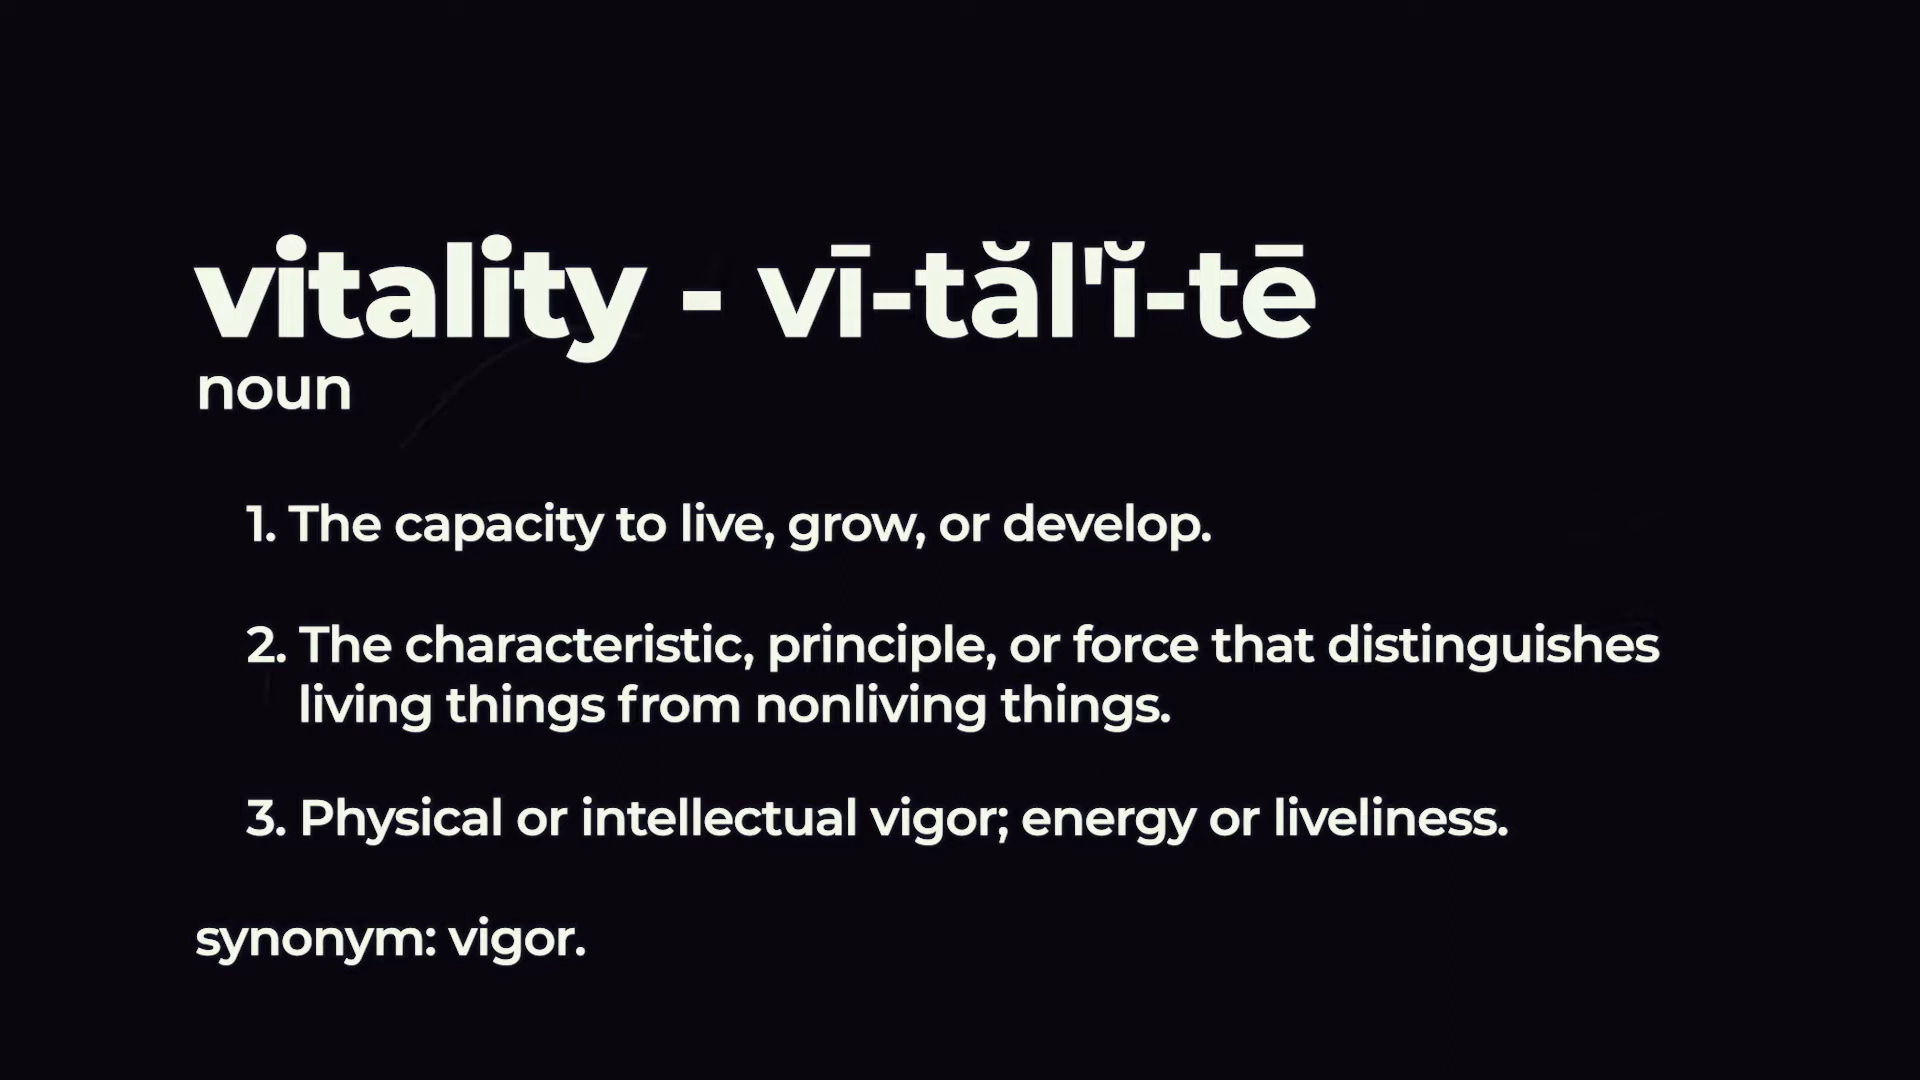 vitality - vī-tăl'ĭ-tē
noun
1. The capacity to live, grow, or develop.
2. The characteristic, principle, or force that distinguishes
living things from nonliving things.
3. Physical or intellectual vigor; energy or liveliness.
synonym: vigor.